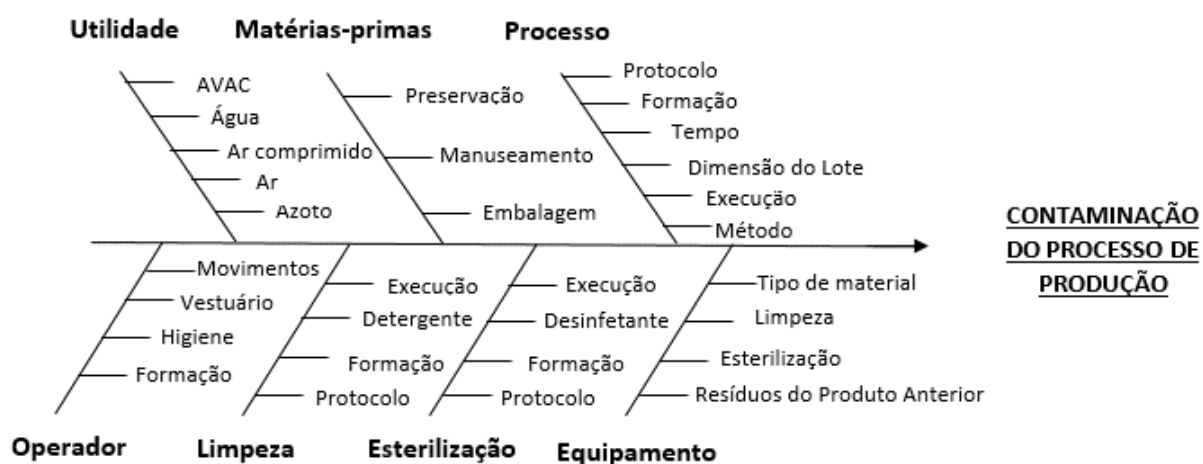 Utilidade
Matérias-primas
Processo
AVAC
Água
Ar comprimido
Ar
Azoto
Preservação
Manuseamento
Embalagem
Protocolo
Formação
Tempo
Dimensão do Lote
Execução
Método
CONTAMINAÇÃO
DO PROCESSO DE
PRODUÇÃO
Movimentos
Vestuário
Higiene
Formação
Execução
Detergente
Formação
Protocolo
Execução
Desinfetante
Formação
Protocolo
Tipo de material
Limpeza
Esterilização
Resíduos do Produto Anterior
Operador
Limpeza
Esterilização
Equipamento